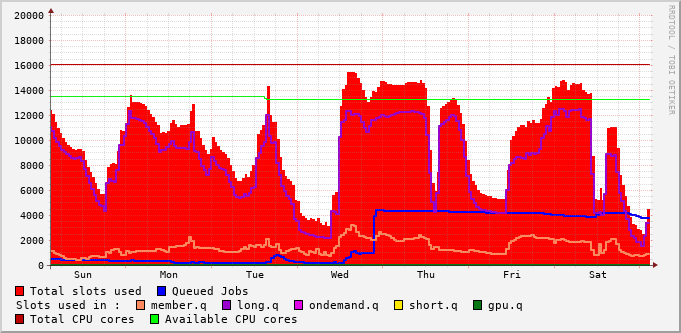 20000
18000
16000
14000
12000
10000
8000
6000
4000
2000
0
Sun Mon Tue Wed Thu Fri Sat
RRDTOOL / TOBI OETIKER
Total slots used Queued Jobs
Slots used in : member.q long.q ondemand.q short.q gpu.q
Total CPU cores Available CPU cores